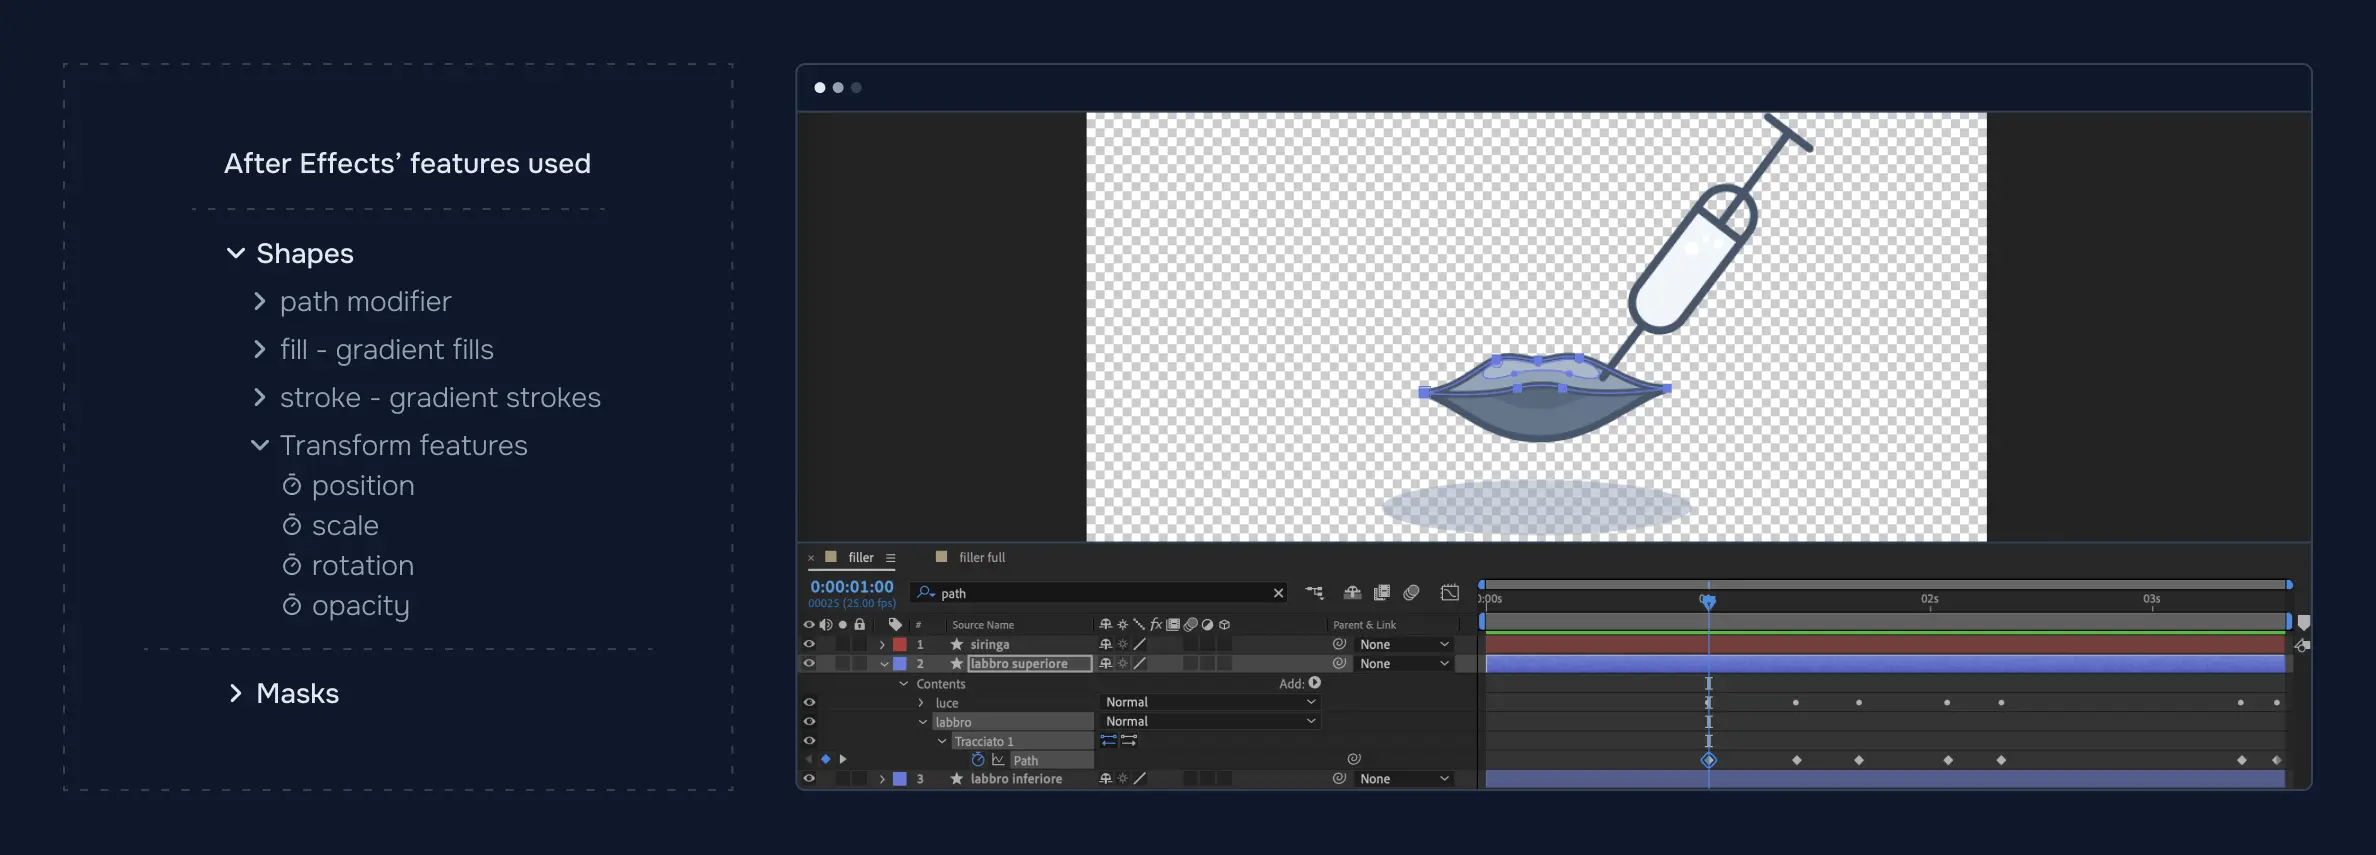 After Effects’ features used
Shapes
path modifier
fill - gradient fills
stroke - gradient strokes
Transform features
position
scale
rotation
opacity
Masks
× filler
filler full
0:00:01:00
00025 (25.00 fps)
path
:00s 02s 03s
# Source Name Parent & Link
1 siringa None
2 labbro superiore None
Contents Add:
luce Normal
labbro Normal
Tracciato 1
Path
3 labbro inferiore None